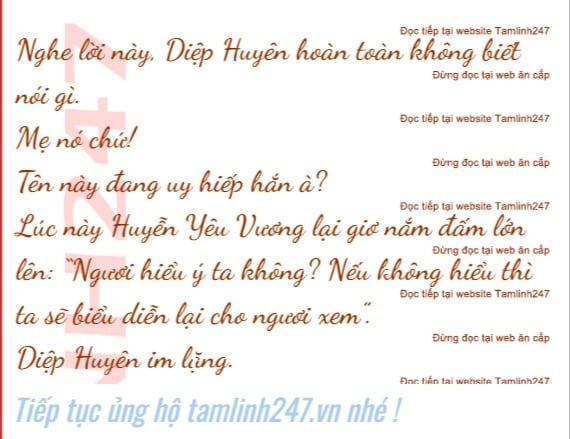 Đọc tiếp tại website Tamlinh247
Nghe lời này, Diệp Huyên hoàn toàn không biết
Đừng đọc tại web ăn cắp
nói gì.
Đọc tiếp tại website Tamlinh247
Mẹ nó chứ!
Đừng đọc tại web ăn cắp
Tên này đang uy hiếp hắn à?
Đọc tiếp tại website Tamlinh247
Lúc này Huyễn Yêu Vương lại giơ nắm đấm lớn
Đừng đọc tại web ăn cắp
lên: “Ngươi hiểu ý ta không? Nếu không hiểu thì
Đọc tiếp tại website Tamlinh247
ta sẽ biểu diễn lại cho ngươi xem”.
Đừng đọc tại web ăn cắp
Diệp Huyên im lặng.
Đọc tiếp tại website Tamlinh247
Tiếp tục ủng hộ tamlinh247.vn nhé !
NH247